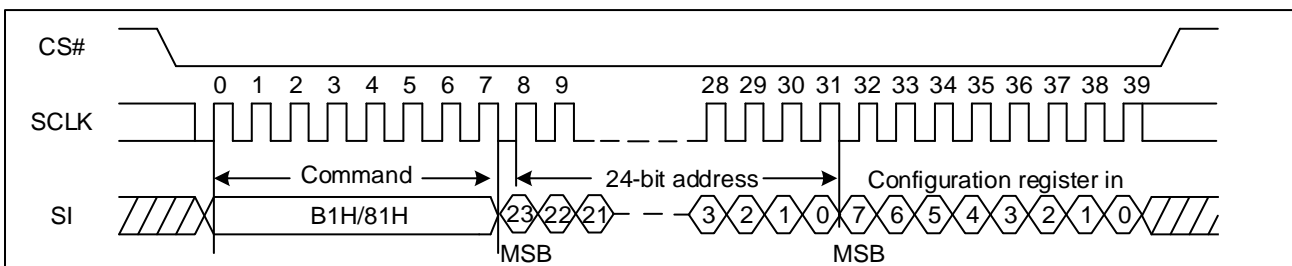 CS#
0 1 2 3 4 5 6 7 8 9 28 29 30 31 32 33 34 35 36 37 38 39
SCLK
Command 24-bit address Configuration register in
SI B1H/81H 23 22 21 3 2 1 0 7 6 5 4 3 2 1 0
MSB MSB